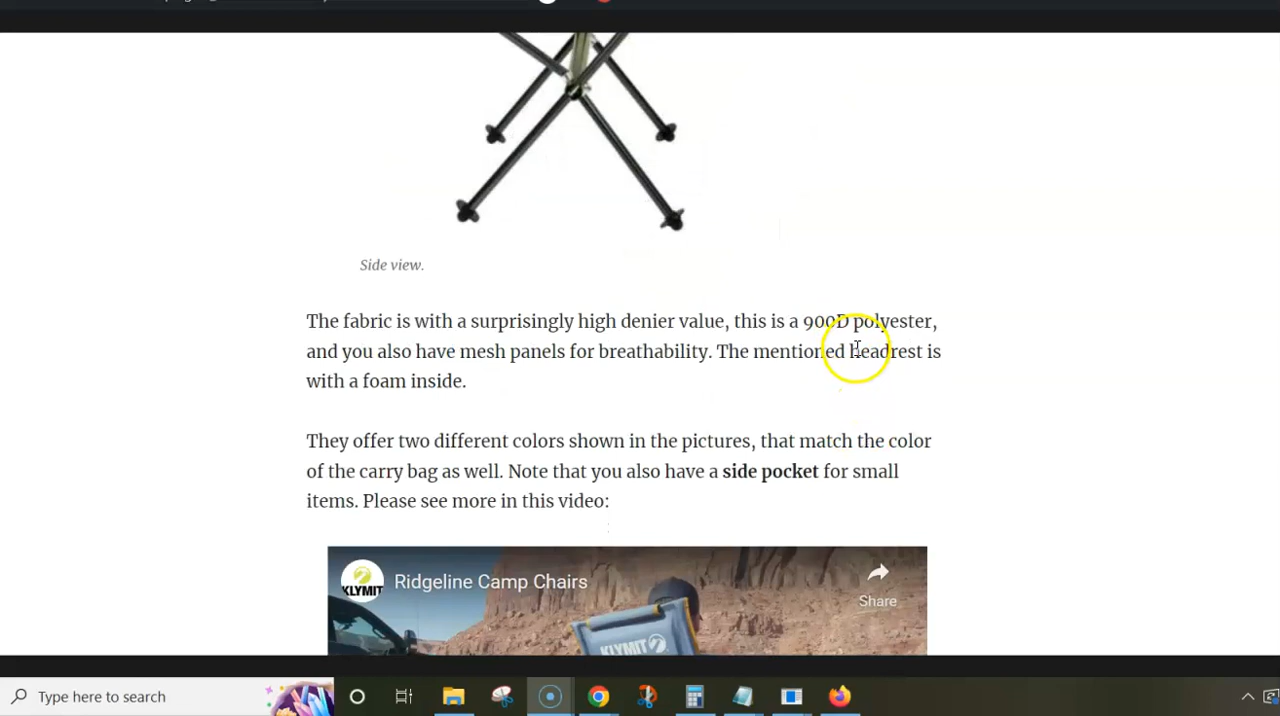 Side view.
The fabric is with a surprisingly high denier value, this is a 900D polyester,
and you also have mesh panels for breathability. The mentioned headrest is
with a foam inside.
They offer two different colors shown in the pictures, that match the color
of the carry bag as well. Note that you also have a side pocket for small
items. Please see more in this video:
KLYMIT
Ridgeline Camp Chairs
Share
KLYMIT
Type here to search